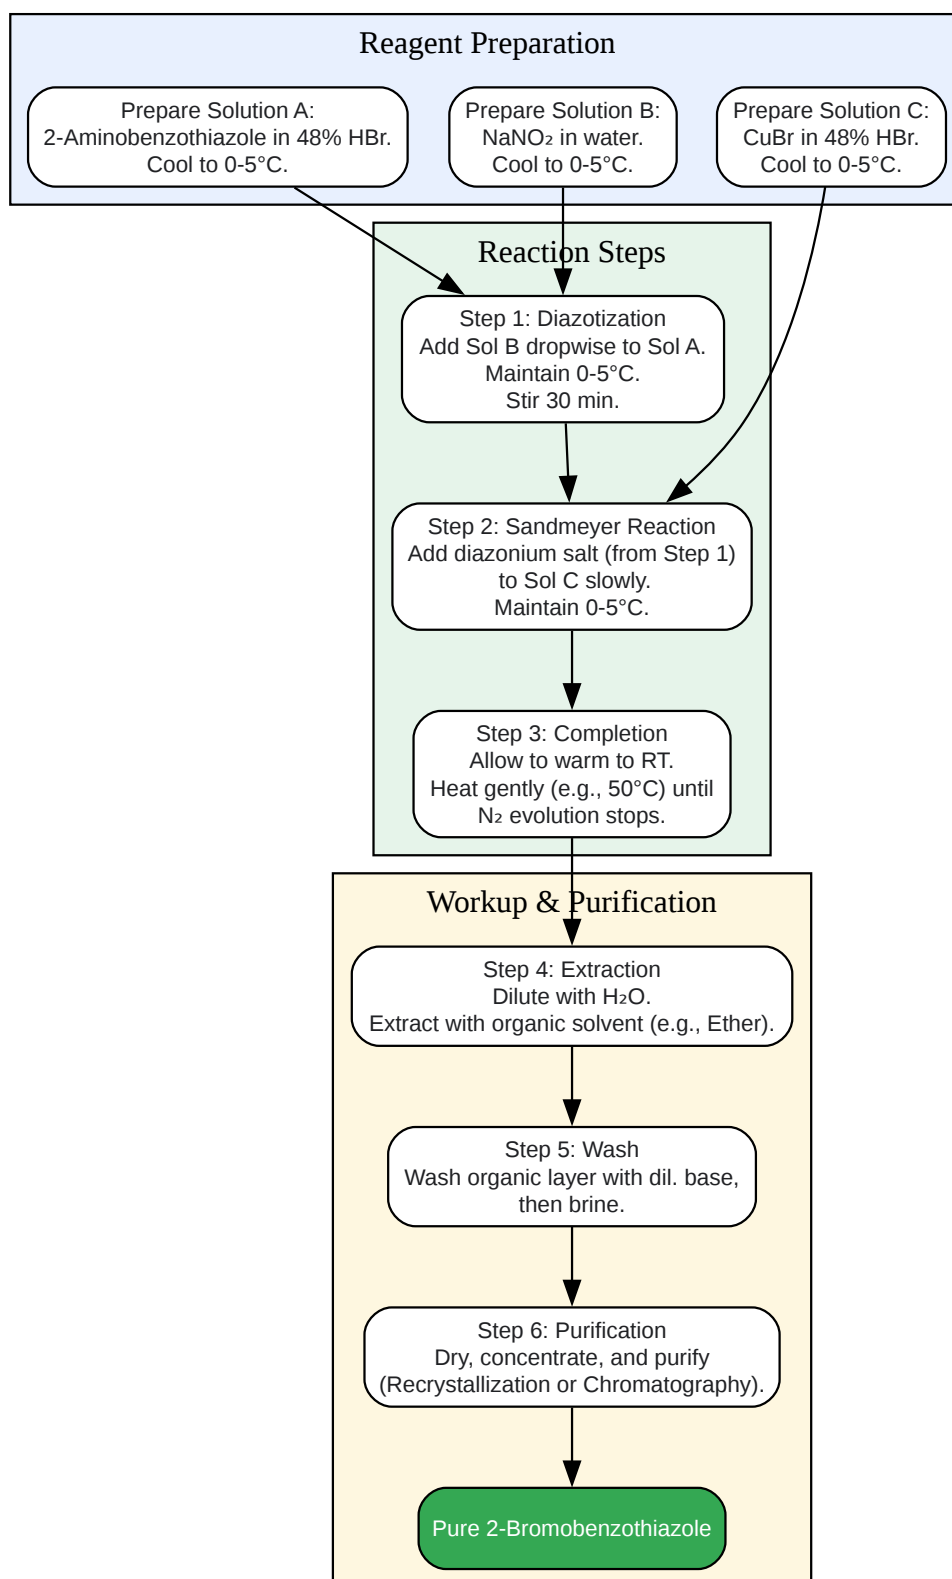 Reagent Preparation
Prepare Solution A:
2-Aminobenzothiazole in 48% HBr.
Cool to 0-5°C.
Prepare Solution B:
NaNO₂ in water.
Cool to 0-5°C.
Prepare Solution C:
CuBr in 48% HBr.
Cool to 0-5°C.
Reaction Steps
Step 1: Diazotization
Add Sol B dropwise to Sol A.
Maintain 0-5°C.
Stir 30 min.
Step 2: Sandmeyer Reaction
Add diazonium salt (from Step 1)
to Sol C slowly.
Maintain 0-5°C.
Step 3: Completion
Allow to warm to RT.
Heat gently (e.g., 50°C) until
N₂ evolution stops.
Workup & Purification
Step 4: Extraction
Dilute with H₂O.
Extract with organic solvent (e.g., Ether).
Step 5: Wash
Wash organic layer with dil. base,
then brine.
Step 6: Purification
Dry, concentrate, and purify
(Recrystallization or Chromatography).
Pure 2-Bromobenzothiazole